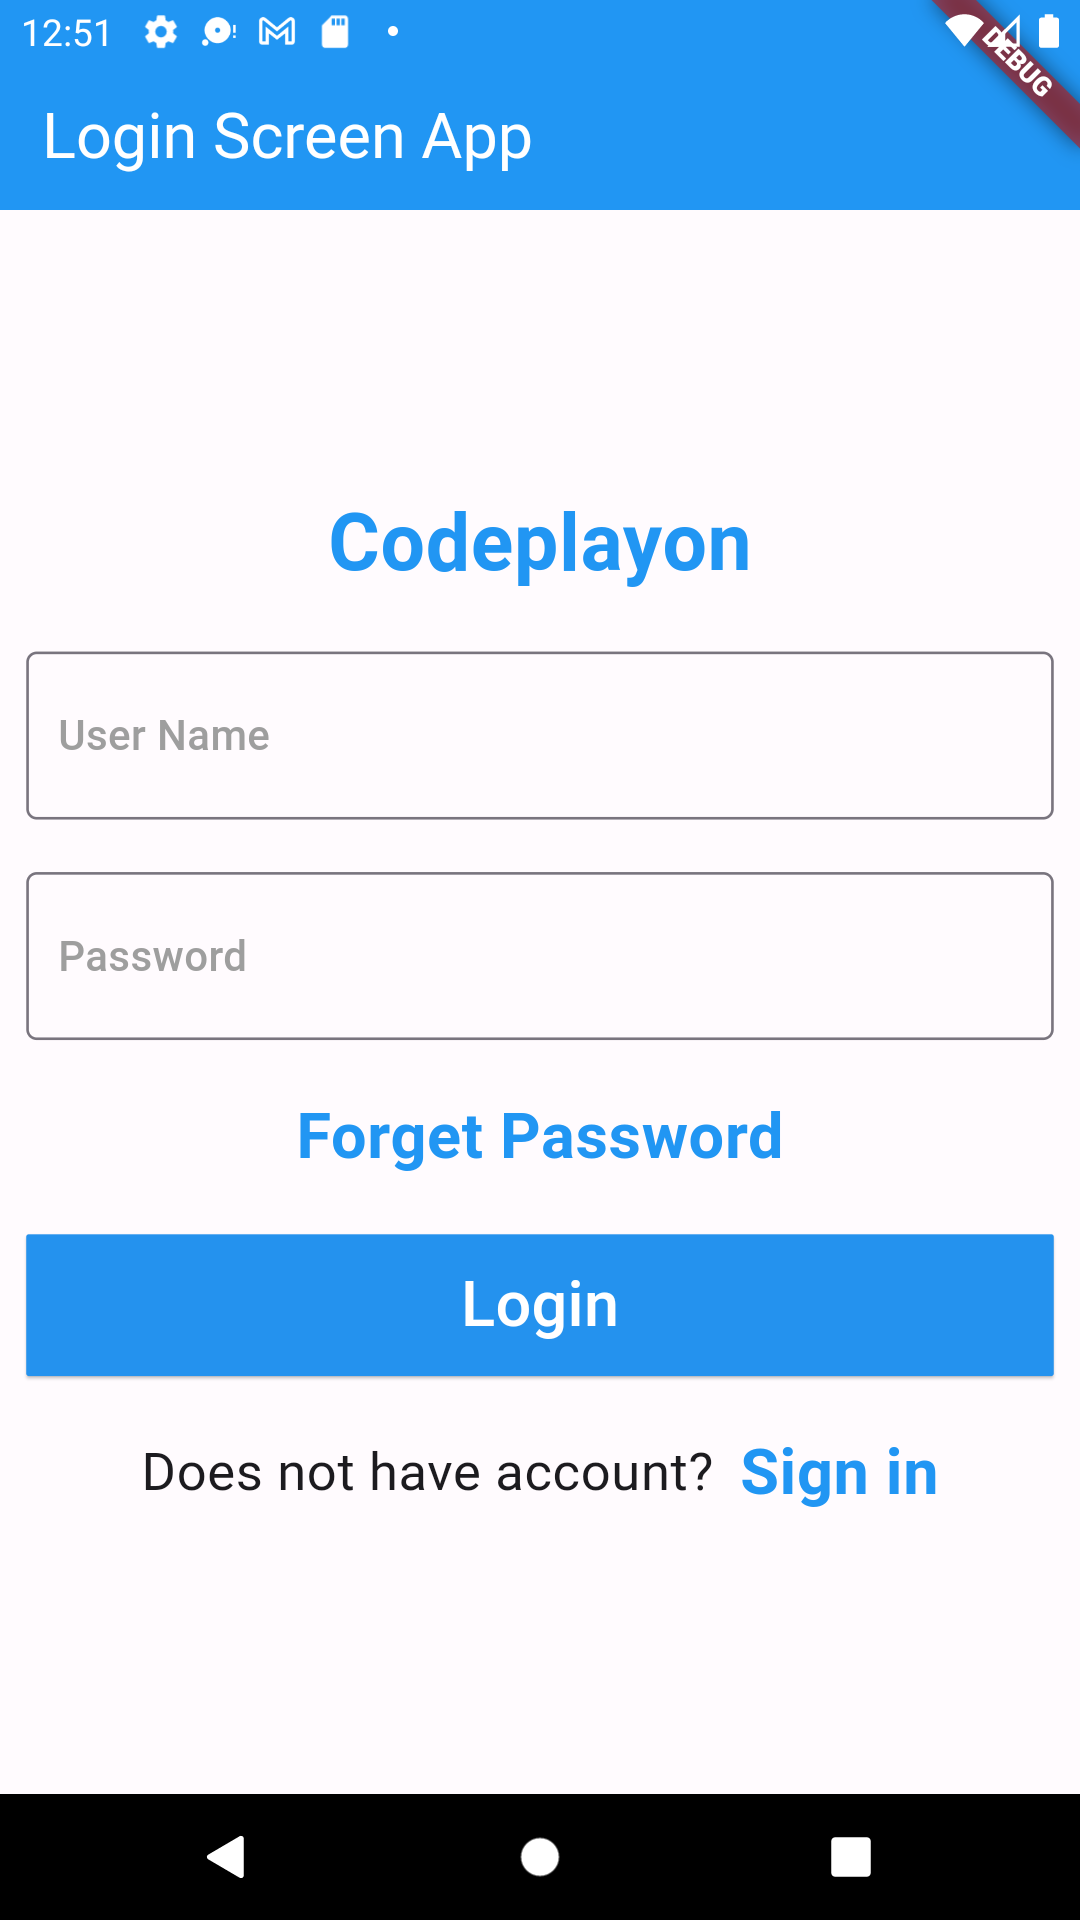 12:51
DEBUG
Login Screen App
Codeplayon
User Name
Password
Forget Password
Login
Does not have account? Sign in